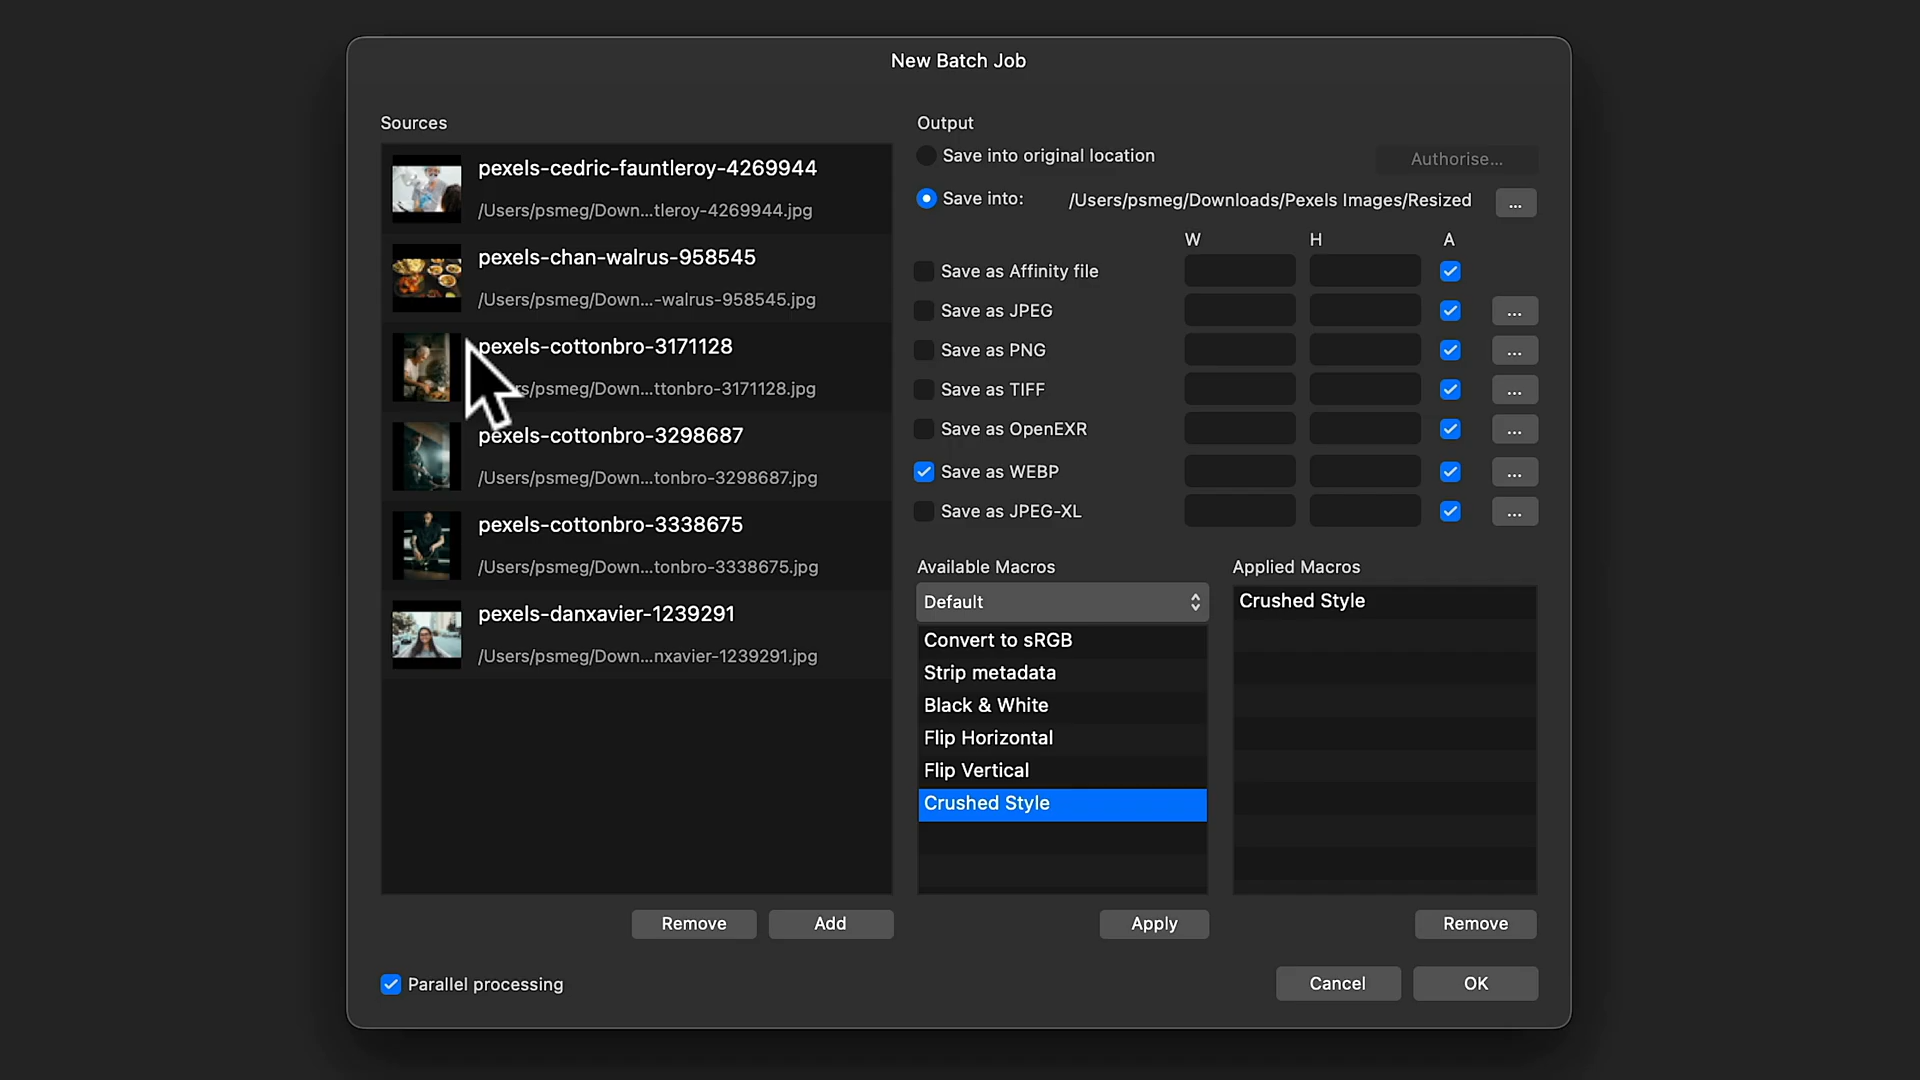 New Batch Job
Sources
pexels-cedric-fauntleroy-4269944
/Users/psmeg/Down...tleroy-4269944.jpg
pexels-chan-walrus-958545
/Users/psmeg/Down...-walrus-958545.jpg
pexels-cottonbro-3171128
rs/psmeg/Down...ttonbro-3171128.jpg
pexels-cottonbro-3298687
/Users/psmeg/Down...tonbro-3298687.jpg
pexels-cottonbro-3338675
/Users/psmeg/Down...tonbro-3338675.jpg
pexels-danxavier-1239291
/Users/psmeg/Down...nxavier-1239291.jpg
Remove Add
Parallel processing
Output
Save into original location Authorise...
Save into: /Users/psmeg/Downloads/Pexels Images/Resized ...
W H A
Save as Affinity file
Save as JPEG ...
Save as PNG ...
Save as TIFF ...
Save as OpenEXR ...
Save as WEBP ...
Save as JPEG-XL ...
Available Macros
Default
Convert to sRGB
Strip metadata
Black & White
Flip Horizontal
Flip Vertical
Crushed Style
Apply
Applied Macros
Crushed Style
Remove
Cancel OK